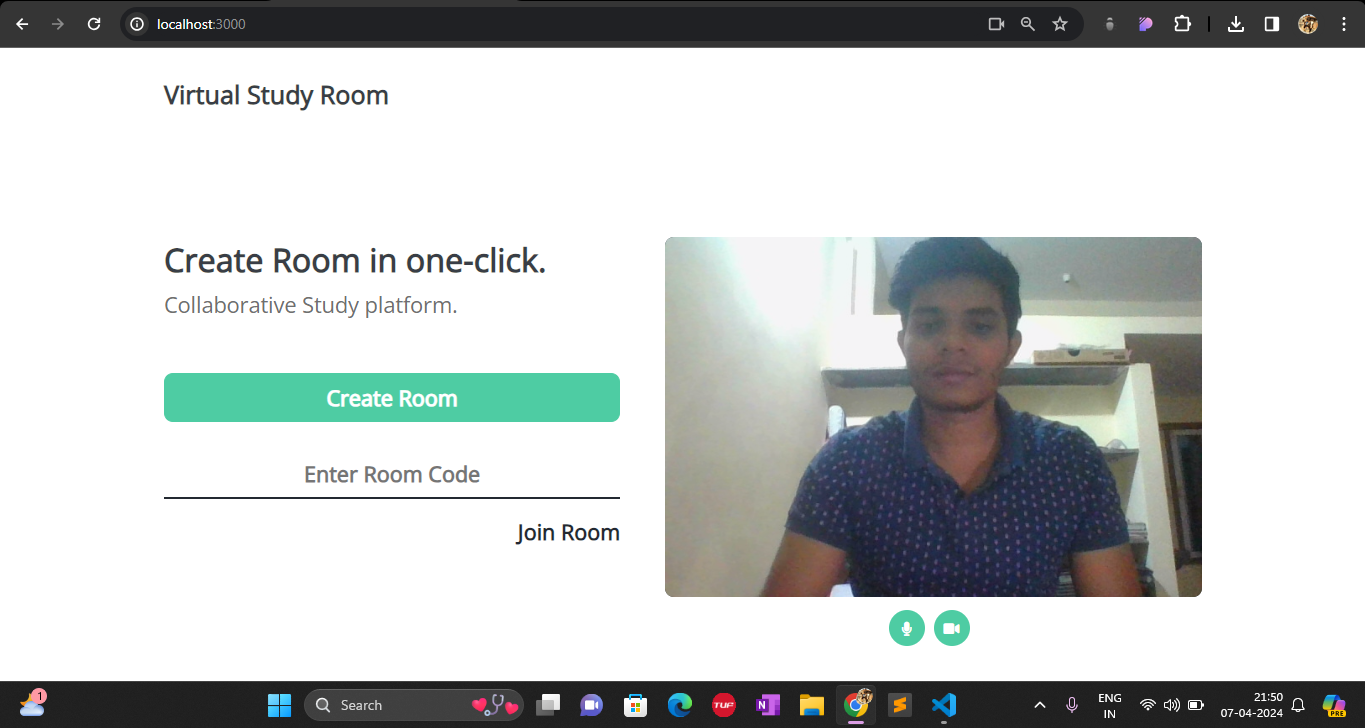 localhost:3000
Virtual Study Room
Create Room in one-click.
Collaborative Study platform.
Create Room
Enter Room Code
Join Room
1
Search
TUF
N
S
ENG
IN
21:50
07-04-2024
PRE